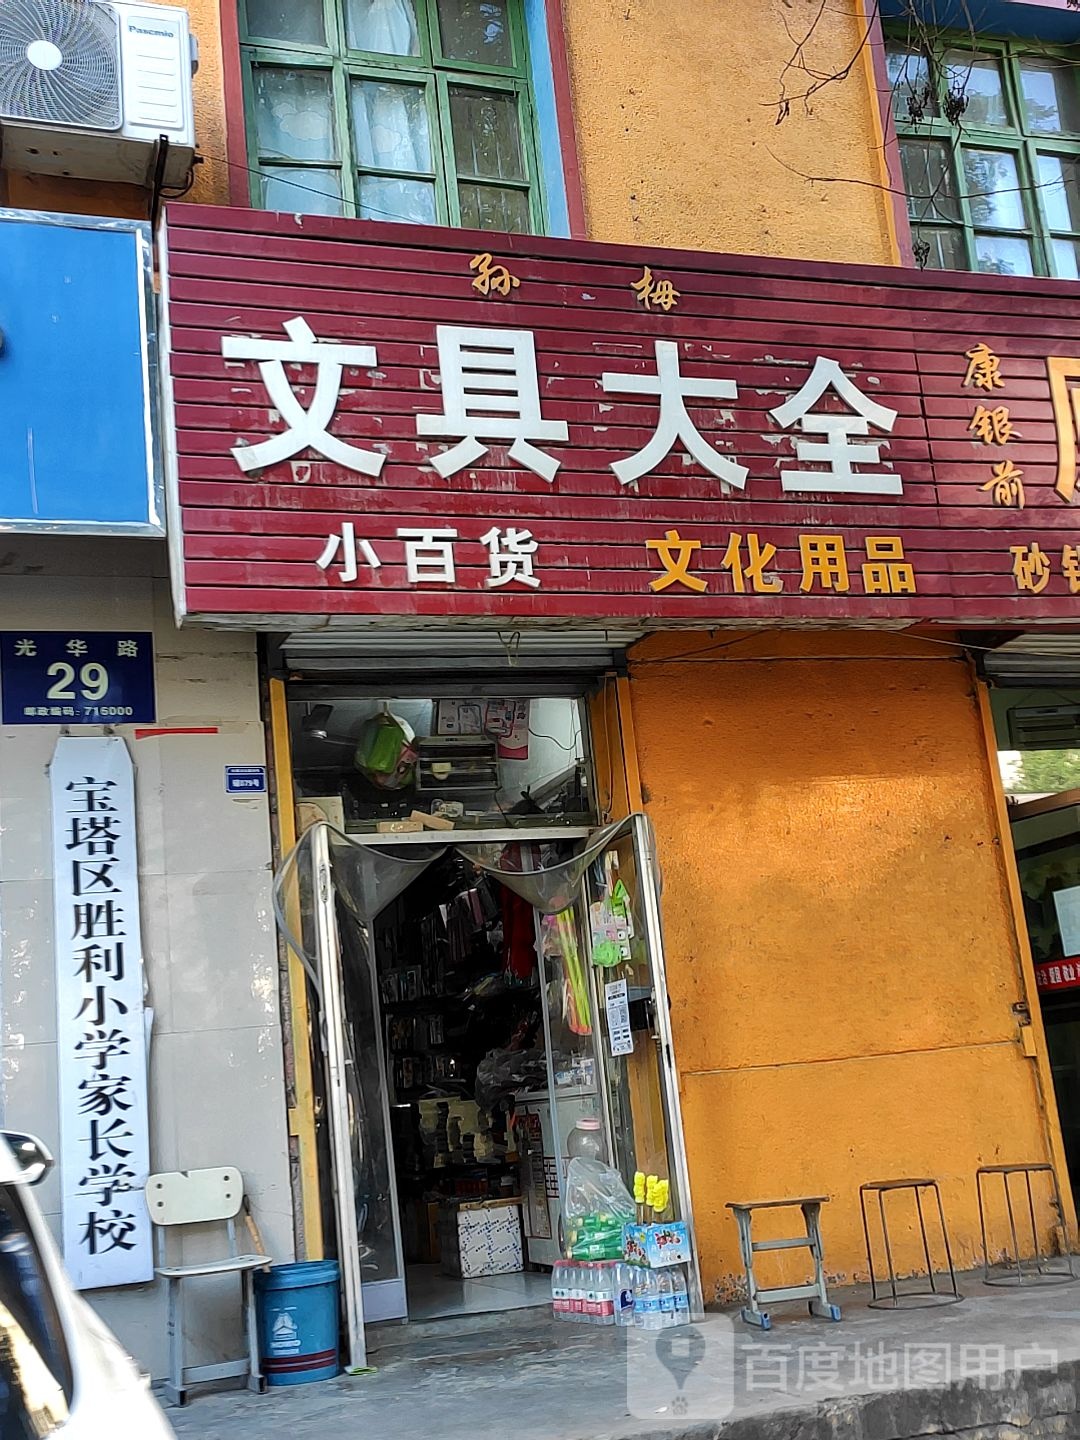 Pascmio
孙 梅
文具大全
小百货 文化用品
康银前
砂
光华路
29
邮政编码:716000
宝塔区胜利小学家长学校
百度地图用户